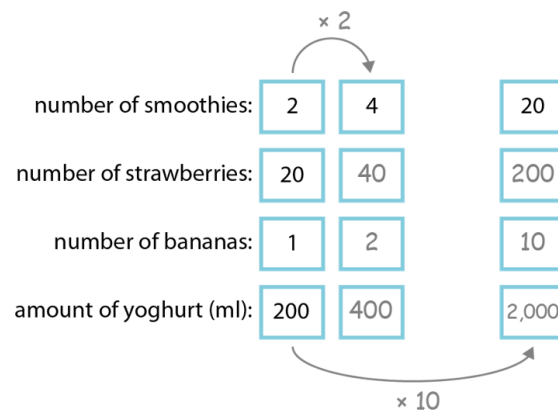 × 2
number of smoothies: 2 4 20
number of strawberries: 20 40 200
number of bananas: 1 2 10
amount of yoghurt (ml): 200 400 2,000
× 10